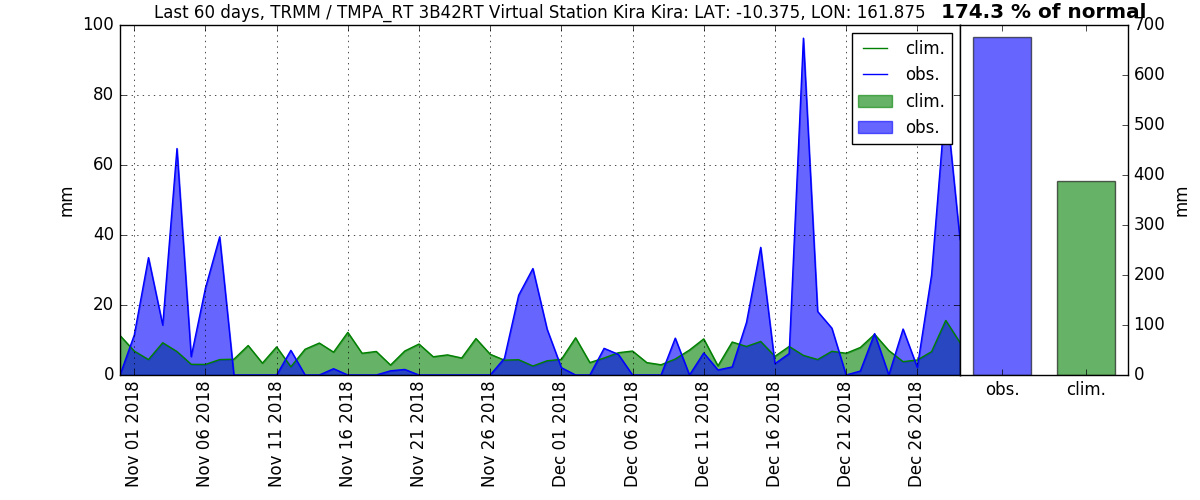 Last 60 days, TRMM / TMPA_RT 3B42RT Virtual Station Kira Kira: LAT: -10.375, LON: 161.875 174.3 % of normal
100
80
60
40
20
0
mm
clim.
obs.
clim.
obs.
700
600
500
400
300
200
100
0
mm
obs.
clim.
Nov 01 2018
Nov 06 2018
Nov 11 2018
Nov 16 2018
Nov 21 2018
Nov 26 2018
Dec 01 2018
Dec 06 2018
Dec 11 2018
Dec 16 2018
Dec 21 2018
Dec 26 2018